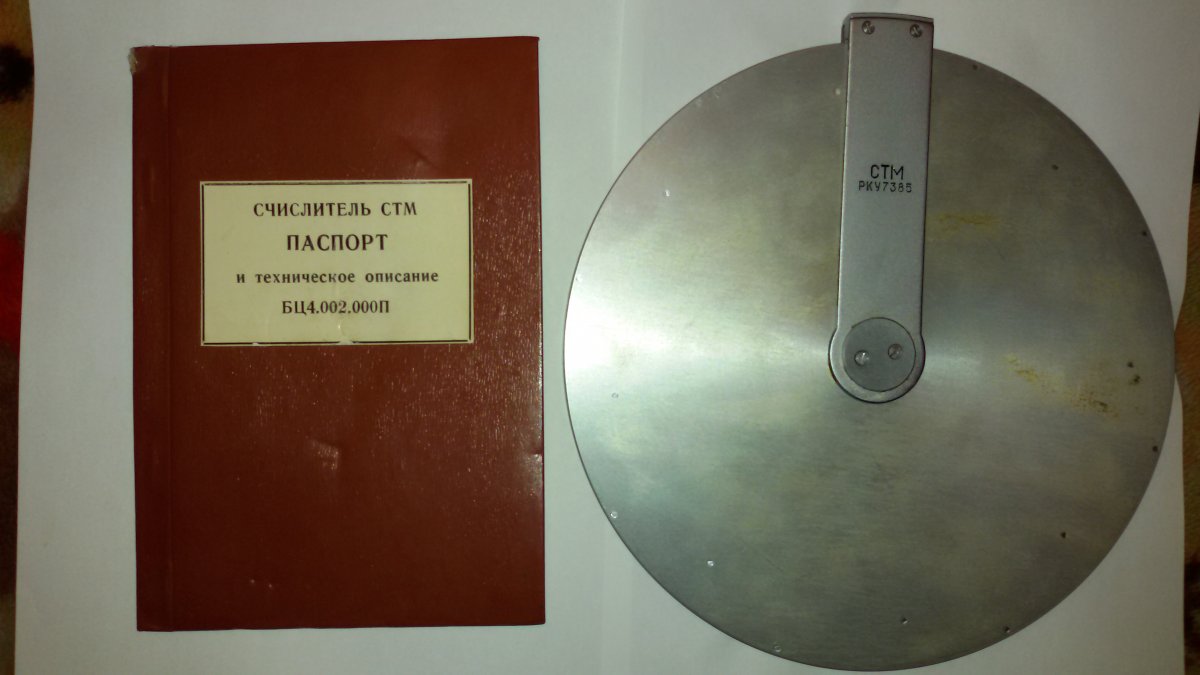 СЧИСЛИТЕЛЬ СТМ
ПАСПОРТ
и техническое описание
БЦ4.002.000П
СТМ
РКУ7385